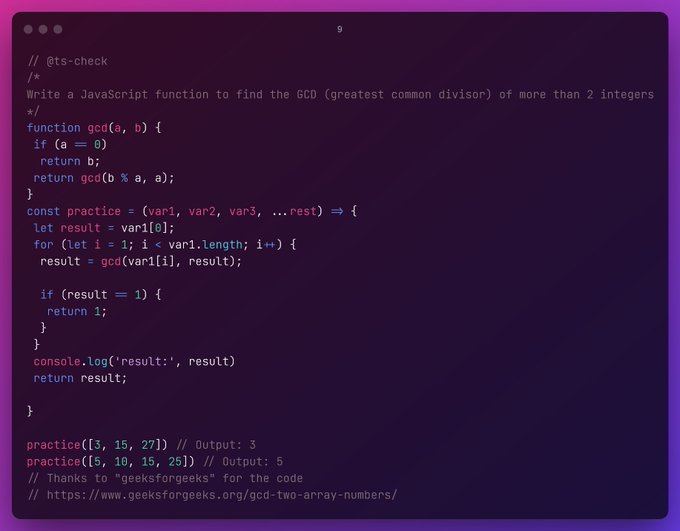 9
// @ts-check
/*
Write a JavaScript function to find the GCD (greatest common divisor) of more than 2 integers
*/
function gcd(a, b) {
 if (a == 0)
  return b;
 return gcd(b % a, a);
}
const practice = (var1, var2, var3, ...rest) => {
 let result = var1[0];
 for (let i = 1; i < var1.length; i++) {
  result = gcd(var1[i], result);

  if (result == 1) {
   return 1;
  }
 }
 console.log('result:', result)
 return result;

}

practice([3, 15, 27]) // Output: 3
practice([5, 10, 15, 25]) // Output: 5
// Thanks to "geeksforgeeks" for the code
// https://www.geeksforgeeks.org/gcd-two-array-numbers/